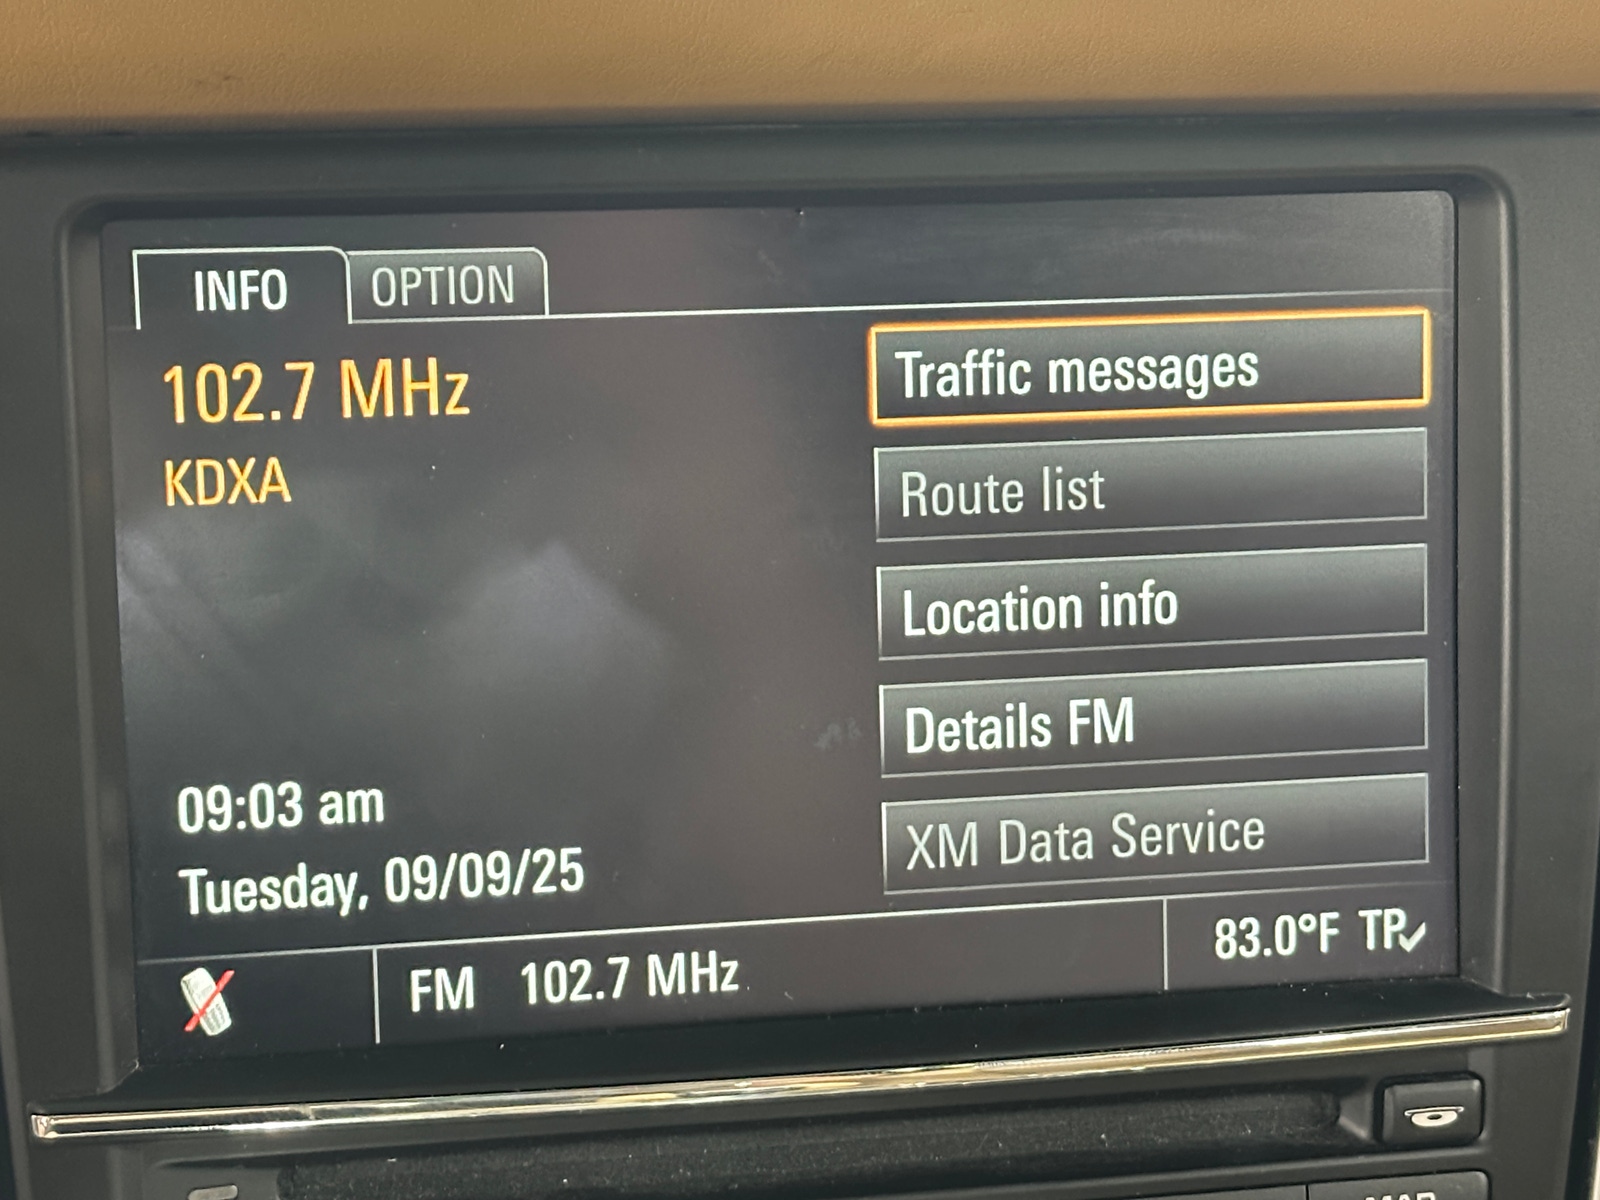 INFO OPTION
102.7 MHz
KDXA
Traffic messages
Route list
Location info
Details FM
XM Data Service
09:03 am
Tuesday, 09/09/25
FM 102.7 MHz
83.0°F TP
MAP